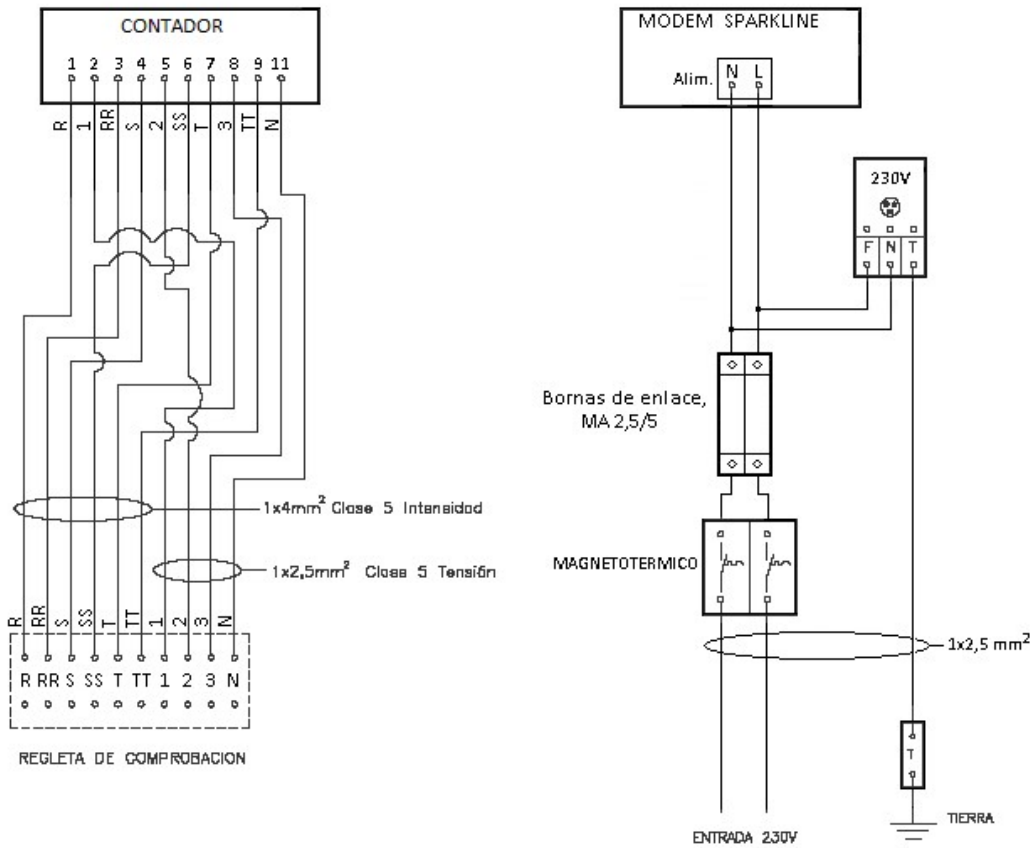 CONTADOR
1 2 3 4 5 6 7 8 9 11
R 1 RR S 2 SS T 3 TT N
1x4mm² Clase 5 Intensidad
1x2,5mm² Clase 5 Tensión
R RR S SS T TT 1 2 3 N
R RR S SS T TT 1 2 3 N
REGLETA DE COMPROBACION
MODEM SPARKLINE
Alim. N L
230V
F N T
Bornas de enlace,
MA 2,5/5
MAGNETOTERMICO
1x2,5 mm²
T
TIERRA
ENTRADA 230V